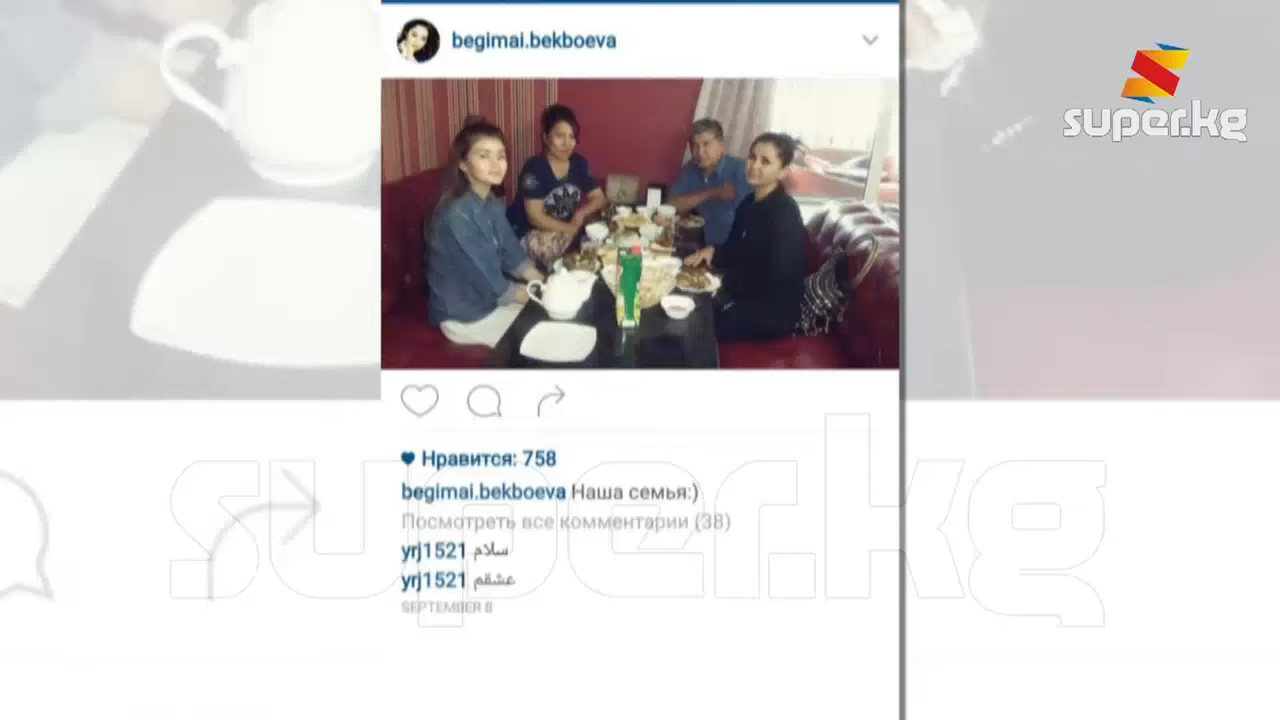 begimai.bekboeva
super.kg
Нравится: 758
begimai.bekboeva Наша семья:)
Посмотреть все комментарии (38)
yrj1521 سلام
yrj1521 عشقم
SEPTEMBER 8
super.kg